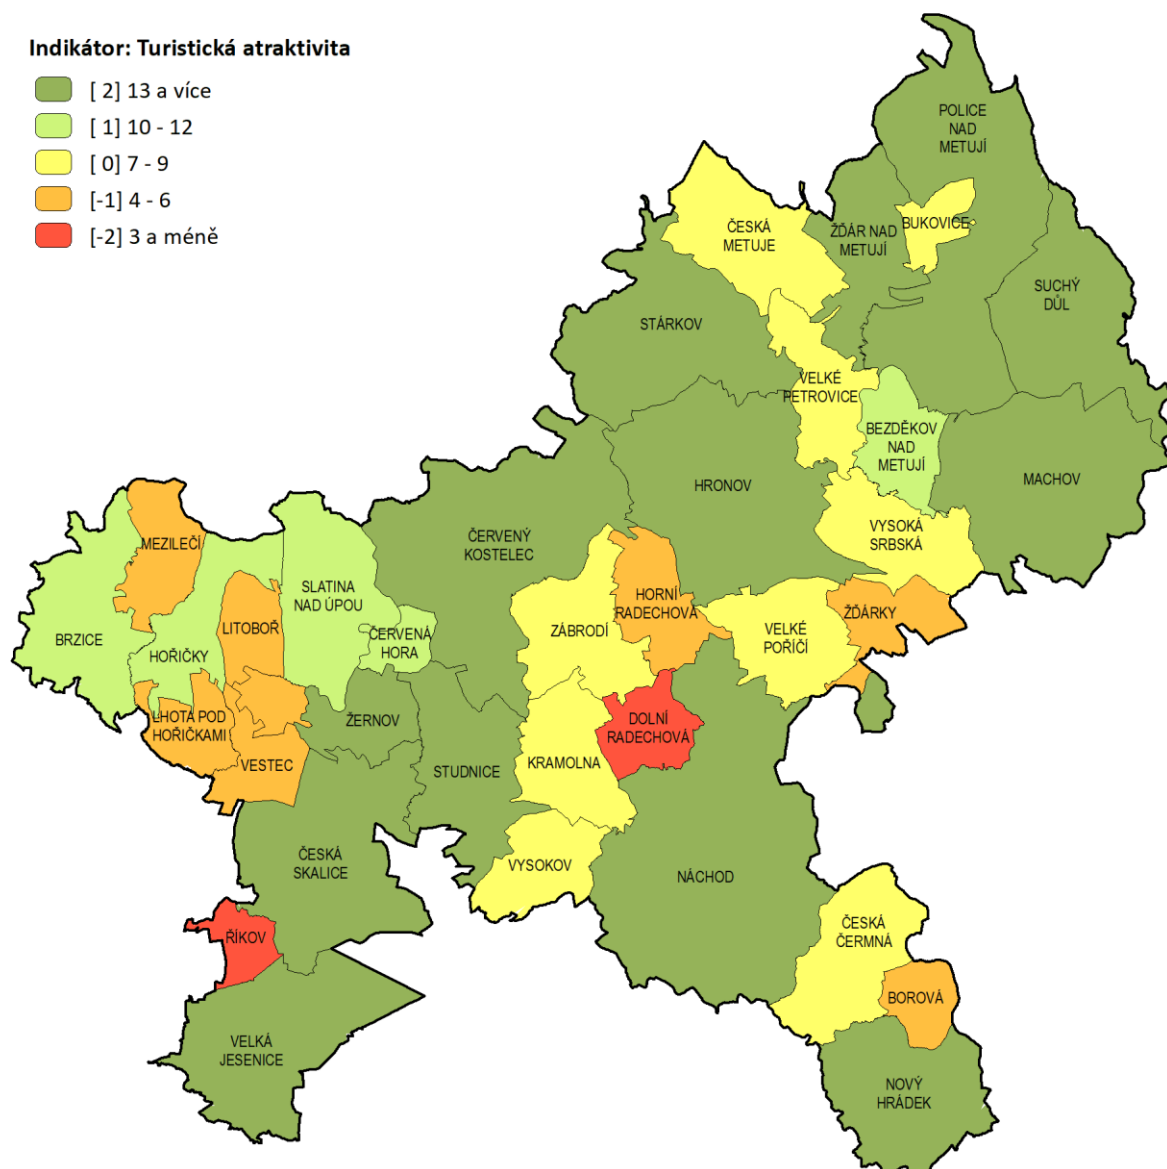 Indikátor: Turistická atraktivita
[ 2] 13 a více
[ 1] 10 - 12
[ 0] 7 - 9
[-1] 4 - 6
[-2] 3 a méně
POLICE
NAD
METUJÍ
ČESKÁ
METUJE
ŽĎÁR NAD
METUJÍ
BUKOVICE
SUCHÝ
DŮL
STÁRKOV
VELKÉ
PETROVICE
BEZDĚKOV
NAD
METUJÍ
MACHOV
HRONOV
VYSOKÁ
SRBSKÁ
ČERVENÝ
KOSTELEC
MEZILEČÍ
SLATINA
NAD ÚPOU
HORNÍ
RADECHOVÁ
ŽĎÁRKY
BRZICE
LITOBOŘ
ČERVENÁ
HORA
ZÁBRODÍ
VELKÉ
POŘÍČÍ
HOŘIČKY
LHOTA POD
HOŘIČKAMI
ŽERNOV
DOLNÍ
RADECHOVÁ
VESTEC
STUDNICE
KRAMOLNA
ČESKÁ
SKALICE
VYSOKOV
NÁCHOD
ŘÍKOV
ČESKÁ
ČERMNÁ
BOROVÁ
VELKÁ
JESENICE
NOVÝ
HRÁDEK